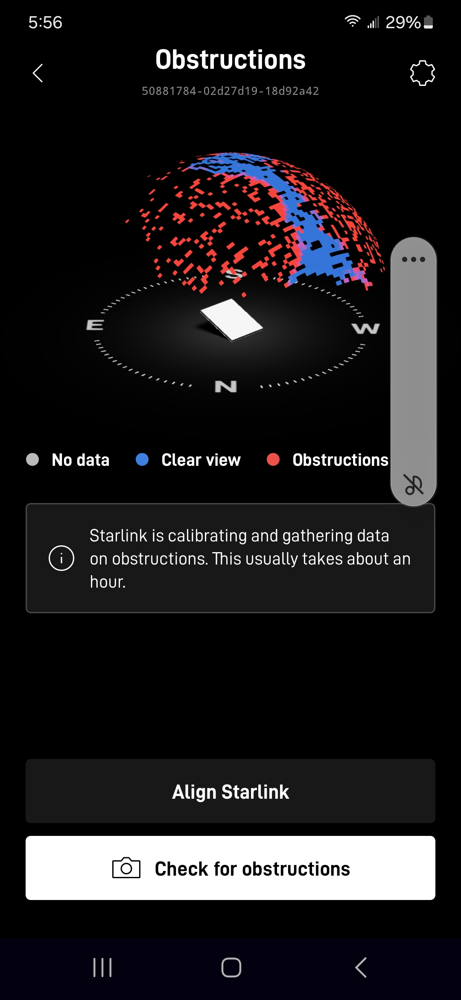 5:56
29%
Obstructions
50881784-02d27d19-18d92a42
S
E
W
N
No data
Clear view
Obstructions
Starlink is calibrating and gathering data
on obstructions. This usually takes about an
hour.
Align Starlink
Check for obstructions